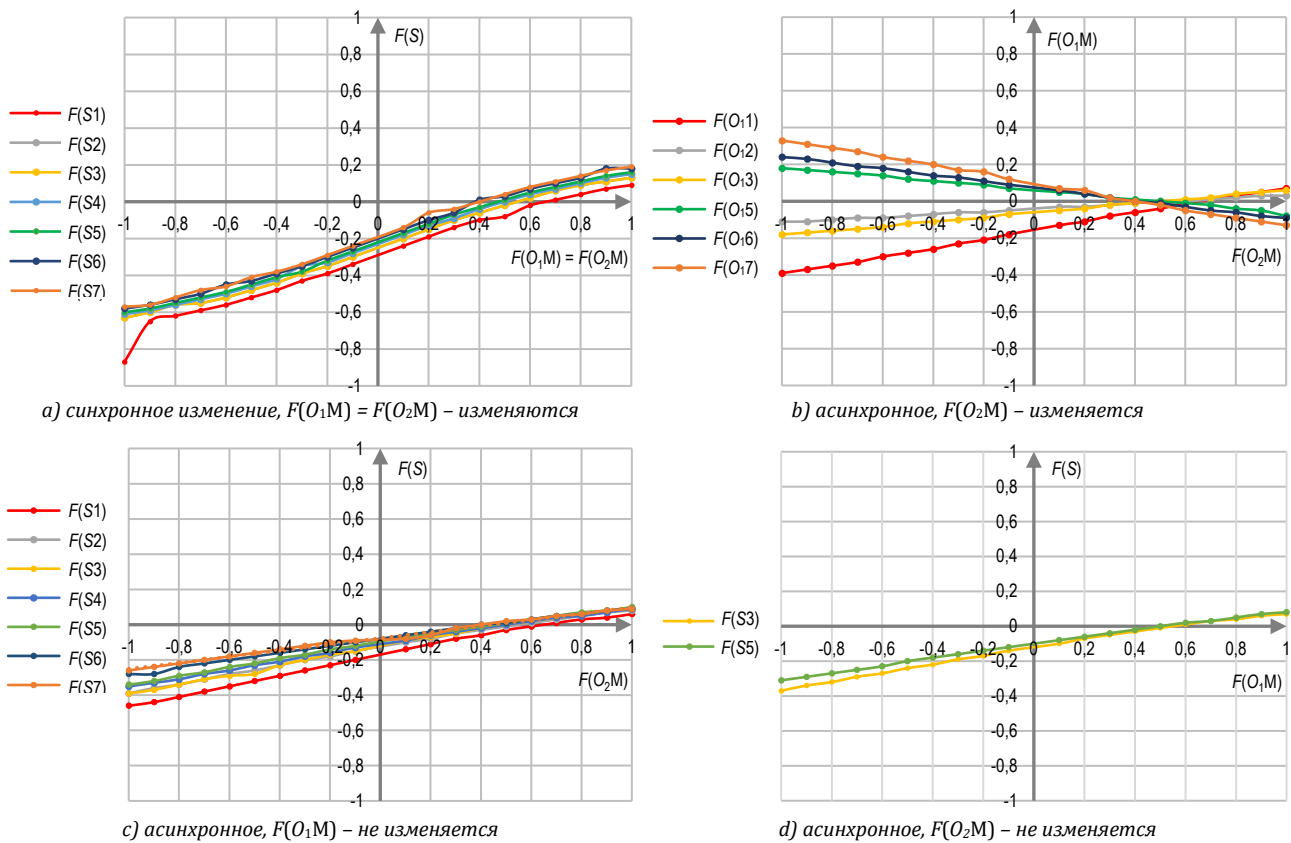 1
F(S)
0,8
0,6
0,4
0,2
0
-0,2
-0,4
-0,6
-0,8
-1
-1 -0,8 -0,6 -0,4 -0,2 0 0,2 0,4 0,6 0,8 1
F(O₁M) = F(O₂M)
F(S1)
F(S2)
F(S3)
F(S4)
F(S5)
F(S6)
F(S7)
a) синхронное изменение, F(O₁M) = F(O₂M) – изменяются
1
F(O₁M)
0,8
0,6
0,4
0,2
0
-0,2
-0,4
-0,6
-0,8
-1
-1 -0,8 -0,6 -0,4 -0,2 0 0,2 0,4 0,6 0,8 1
F(O₂M)
F(O₁1)
F(O₁2)
F(O₁3)
F(O₁5)
F(O₁6)
F(O₁7)
b) асинхронное, F(O₂M) – изменяется
1
F(S)
0,8
0,6
0,4
0,2
0
-0,2
-0,4
-0,6
-0,8
-1
-1 -0,8 -0,6 -0,4 -0,2 0 0,2 0,4 0,6 0,8 1
F(O₂M)
F(S1)
F(S2)
F(S3)
F(S4)
F(S5)
F(S6)
F(S7)
c) асинхронное, F(O₁M) – не изменяется
1
F(S)
0,8
0,6
0,4
0,2
0
-0,2
-0,4
-0,6
-0,8
-1
-1 -0,8 -0,6 -0,4 -0,2 0 0,2 0,4 0,6 0,8 1
F(O₁M)
F(S3)
F(S5)
d) асинхронное, F(O₂M) – не изменяется